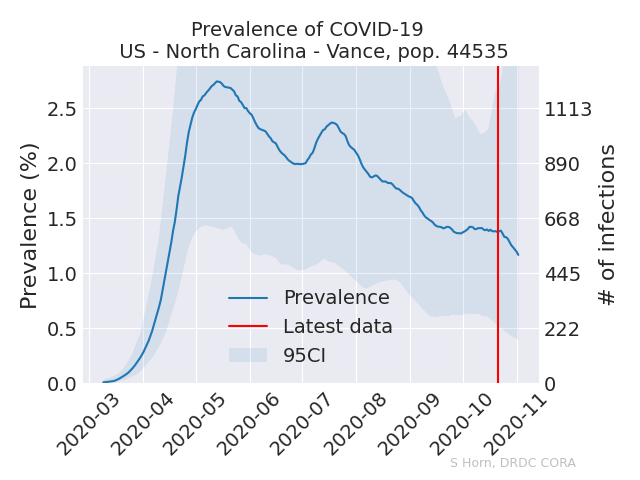 Prevalence of COVID-19
US - North Carolina - Vance, pop. 44535
Prevalence (%)
2.5
2.0
1.5
1.0
0.5
0.0
1113
890
668
445
222
0
# of infections
Prevalence
Latest data
95CI
2020-03
2020-04
2020-05
2020-06
2020-07
2020-08
2020-09
2020-10
2020-11
S Horn, DRDC CORA